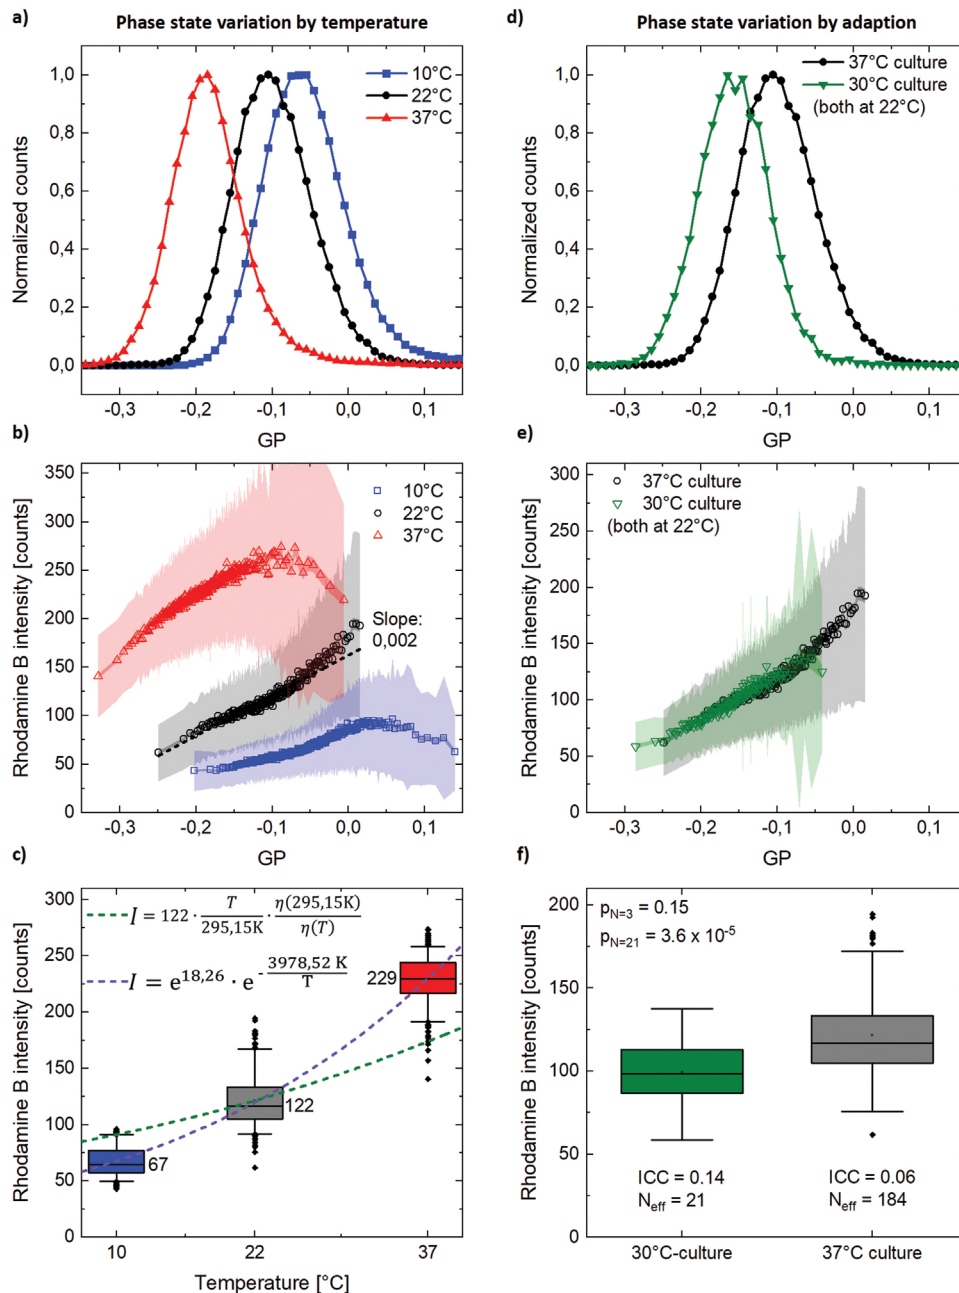 a)
Phase state variation by temperature
1,0
0,8
0,6
0,4
0,2
0,0
Normalized counts
10°C
22°C
37°C
-0,3
-0,2
-0,1
0,0
0,1
GP
d)
Phase state variation by adaption
1,0
0,8
0,6
0,4
0,2
0,0
Normalized counts
37°C culture
30°C culture
(both at 22°C)
-0,3
-0,2
-0,1
0,0
0,1
GP
b)
350
300
250
200
150
100
50
0
Rhodamine B intensity [counts]
10°C
22°C
37°C
Slope:
0,002
-0,3
-0,2
-0,1
0,0
0,1
GP
e)
300
250
200
150
100
50
0
Rhodamine B intensity [counts]
37°C culture
30°C culture
(both at 22°C)
-0,3
-0,2
-0,1
0,0
0,1
GP
c)
300
250
200
150
100
50
0
Rhodamine B intensity [counts]
I = 122 · T/295,15K · η(295,15K)/η(T)
I = e^18,26 · e^-3978,52 K/T
229
122
67
10
22
37
Temperature [°C]
f)
200
150
100
50
0
Rhodamine B intensity [counts]
p_N=3 = 0.15
p_N=21 = 3.6 x 10^-5
ICC = 0.14
N_eff = 21
ICC = 0.06
N_eff = 184
30°C-culture
37°C culture